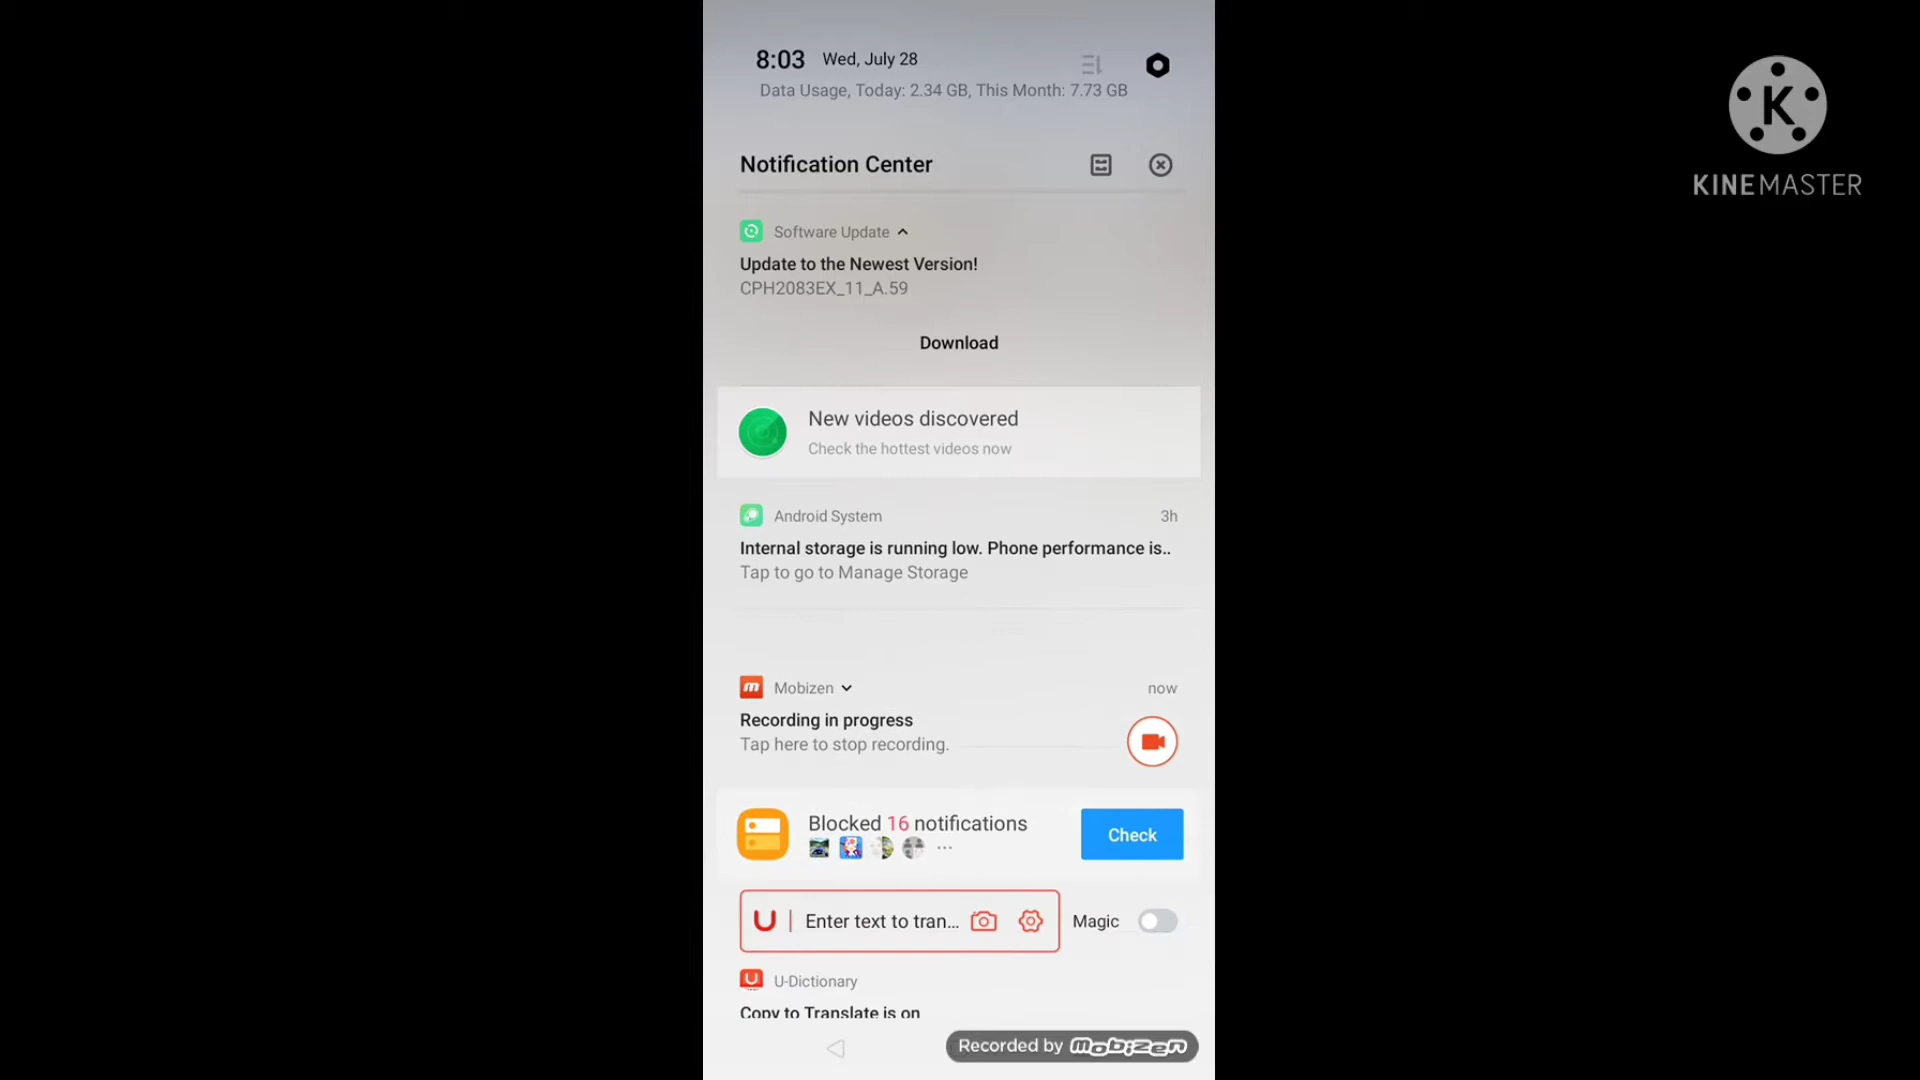 8:03 Wed, July 28
Data Usage, Today: 2.34 GB, This Month: 7.73 GB
K
KINEMASTER
Notification Center
Software Update
Update to the Newest Version!
CPH2083EX_11_A.59
Download
New videos discovered
Check the hottest videos now
Android System 3h
Internal storage is running low. Phone performance is..
Tap to go to Manage Storage
m Mobizen now
Recording in progress
Tap here to stop recording.
Blocked 16 notifications
...
Check
U | Enter text to tran... Magic
U U-Dictionary
Copy to Translate is on
Recorded by mobizen